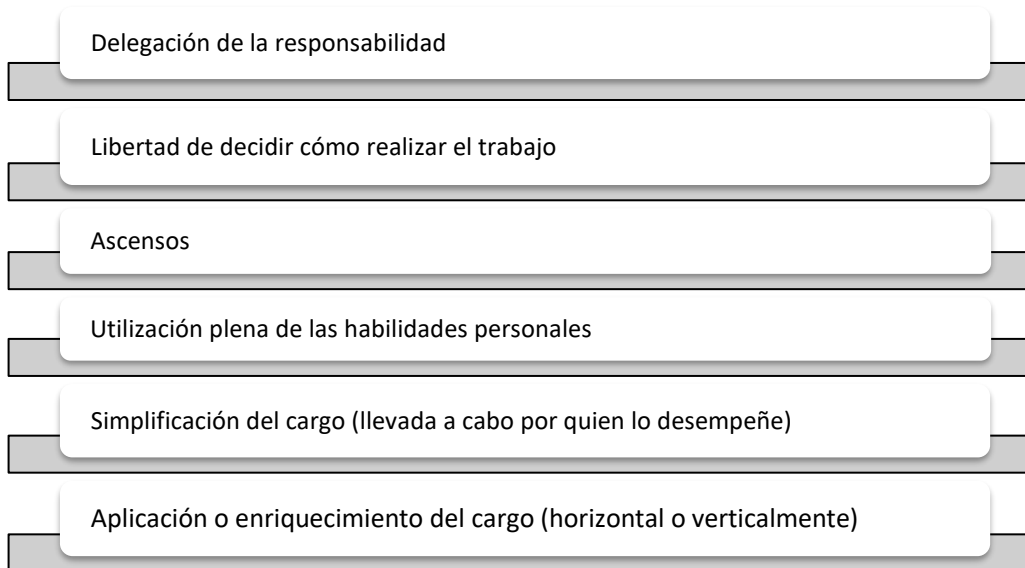 Delegación de la responsabilidad
Libertad de decidir cómo realizar el trabajo
Ascensos
Utilización plena de las habilidades personales
Simplificación del cargo (llevada a cabo por quien lo desempeñe)
Aplicación o enriquecimiento del cargo (horizontal o verticalmente)